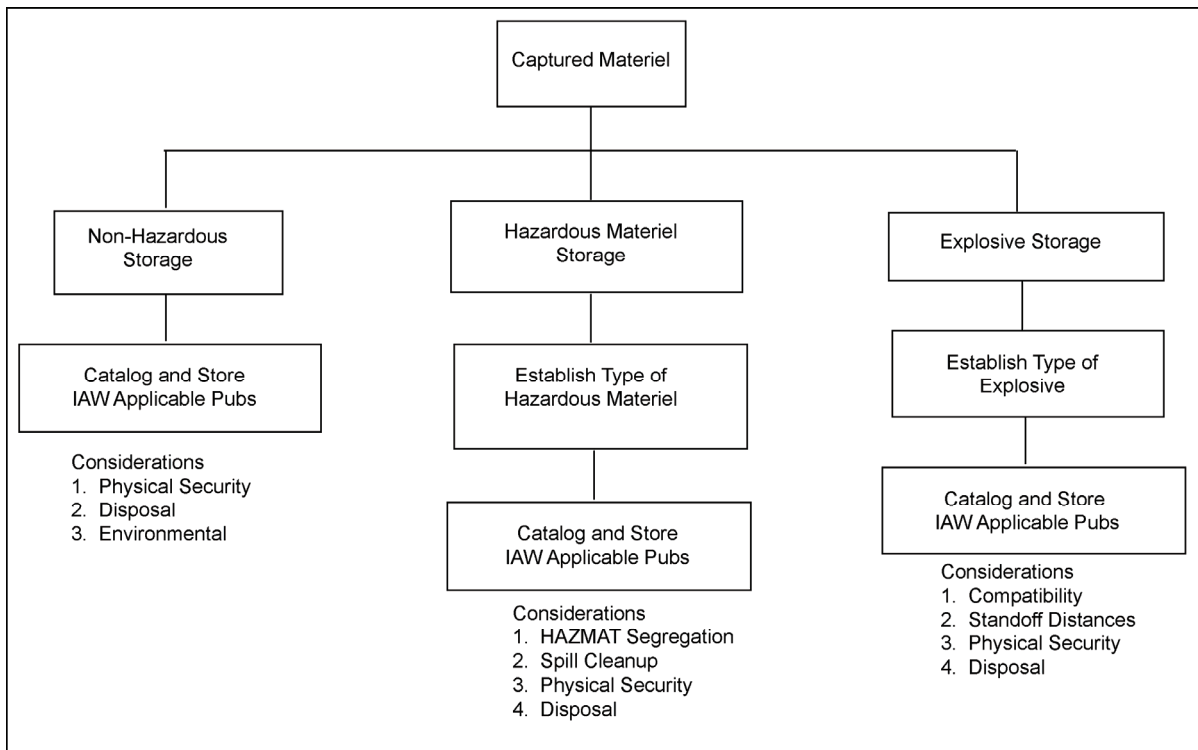 Captured Materiel
Non-Hazardous
Storage
Hazardous Materiel
Storage
Explosive Storage
Catalog and Store
IAW Applicable Pubs
Establish Type of
Hazardous Materiel
Establish Type of
Explosive
Considerations
1. Physical Security
2. Disposal
3. Environmental
Catalog and Store
IAW Applicable Pubs
Considerations
1. HAZMAT Segregation
2. Spill Cleanup
3. Physical Security
4. Disposal
Catalog and Store
IAW Applicable Pubs
Considerations
1. Compatibility
2. Standoff Distances
3. Physical Security
4. Disposal